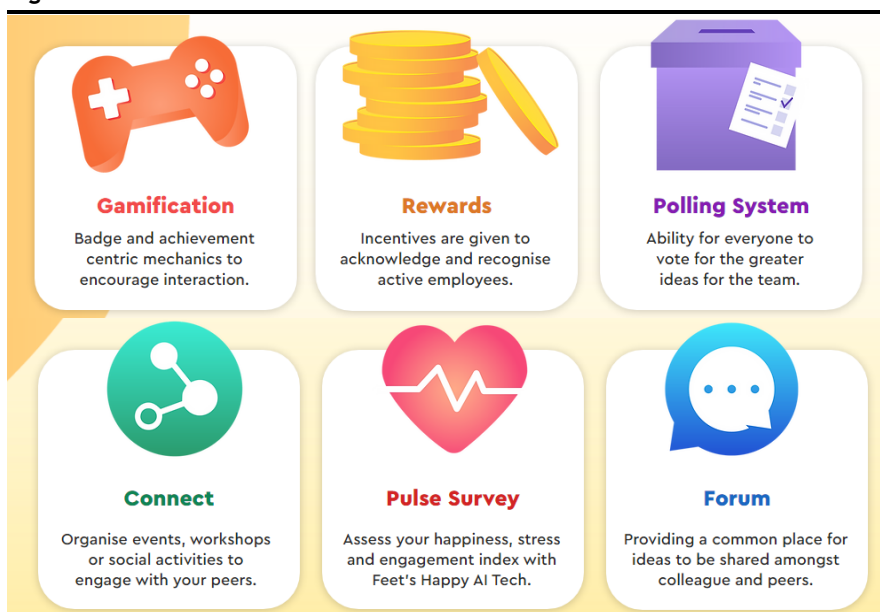 Gamification
Badge and achievement
centric mechanics to
encourage interaction.
Rewards
Incentives are given to
acknowledge and recognise
active employees.
Polling System
Ability for everyone to
vote for the greater
ideas for the team.
Connect
Organise events, workshops
or social activities to
engage with your peers.
Pulse Survey
Assess your happiness, stress
and engagement index with
Feet's Happy AI Tech.
Forum
Providing a common place for
ideas to be shared amongst
colleague and peers.